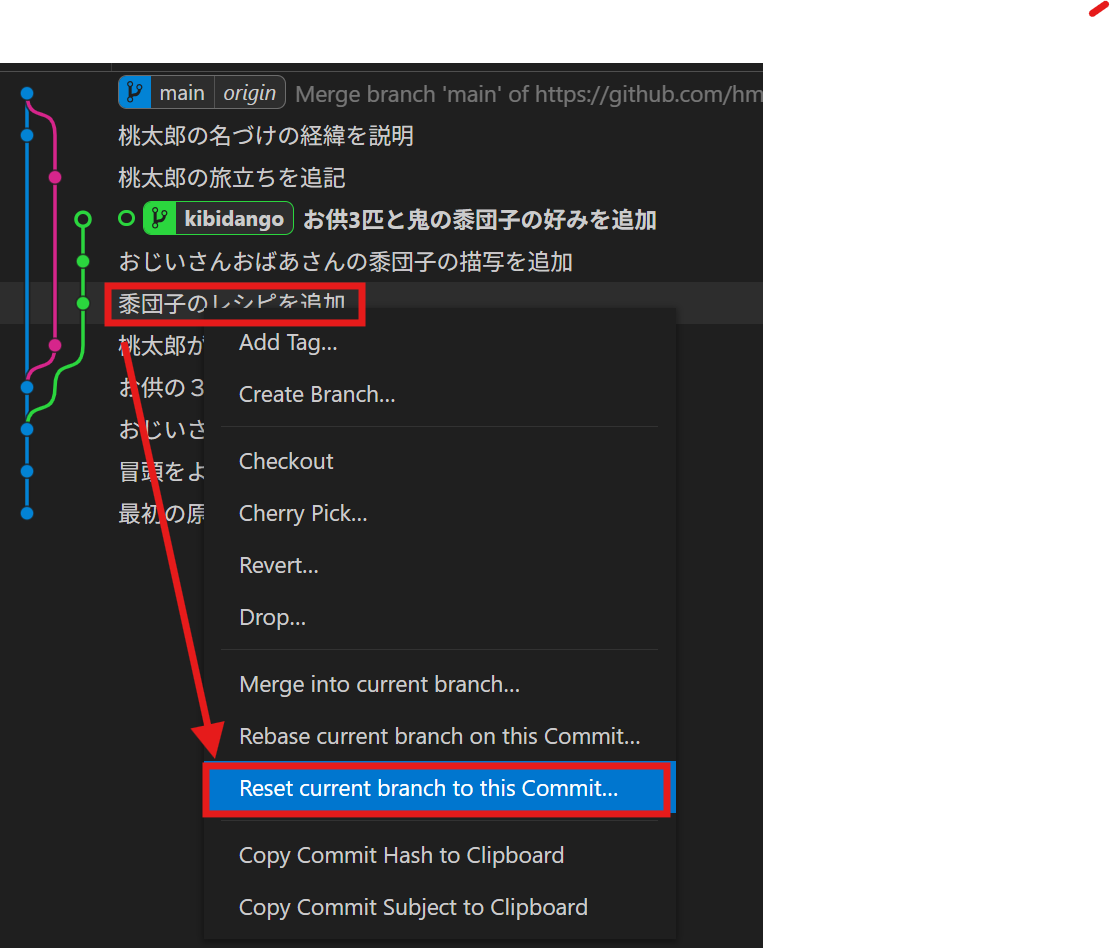 main origin Merge branch 'main' of https://github.com/hm
桃太郎の名づけの経緯を説明
桃太郎の旅立ちを追記
kibidango お供3匹と鬼の黍団子の好みを追加
おじいさんおばあさんの黍団子の描写を追加
黍団子のレシピを追加
桃太郎が
お供の３
おじいさ
冒頭をよ
最初の原
Add Tag...
Create Branch...
Checkout
Cherry Pick...
Revert...
Drop...
Merge into current branch...
Rebase current branch on this Commit...
Reset current branch to this Commit...
Copy Commit Hash to Clipboard
Copy Commit Subject to Clipboard